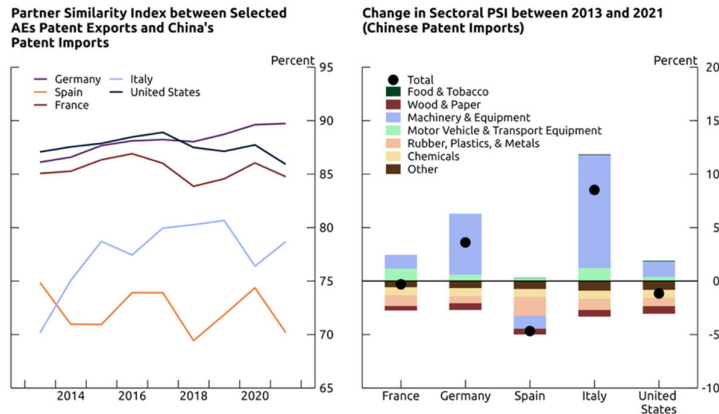 Partner Similarity Index between Selected
AEs Patent Exports and China's
Patent Imports
Percent
95
Germany
Italy
Spain
United States
France
90
85
80
75
70
65
2014
2016
2018
2020
Change in Sectoral PSI between 2013 and 2021
(Chinese Patent Imports)
Percent
20
Total
Food & Tobacco
Wood & Paper
Machinery & Equipment
Motor Vehicle & Transport Equipment
Rubber, Plastics, & Metals
Chemicals
Other
15
10
5
0
-5
-10
France
Germany
Spain
Italy
United
States